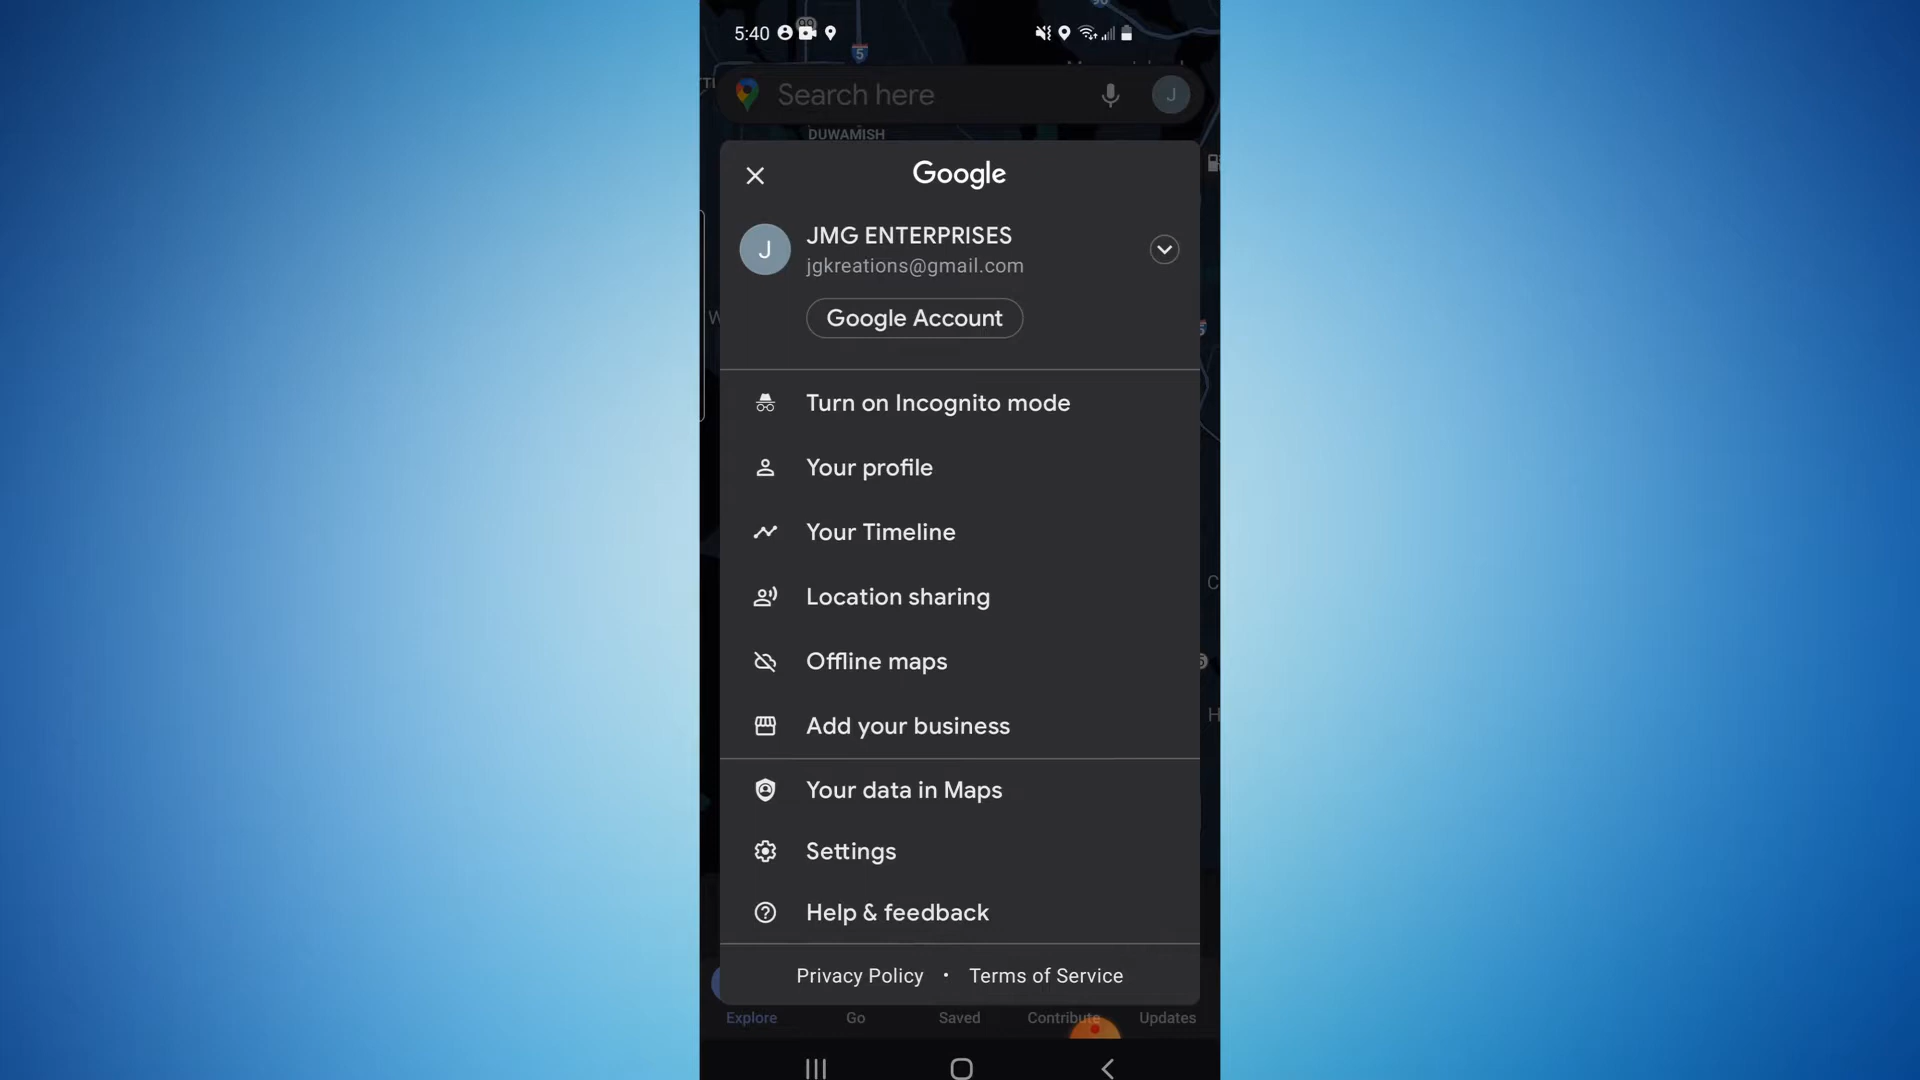 5:40
5
Search here
J
DUWAMISH
Google
J
JMG ENTERPRISES
jgkreations@gmail.com
Google Account
Turn on Incognito mode
Your profile
Your Timeline
Location sharing
Offline maps
Add your business
Your data in Maps
Settings
Help & feedback
Privacy Policy • Terms of Service
Explore Go Saved Contribute Updates